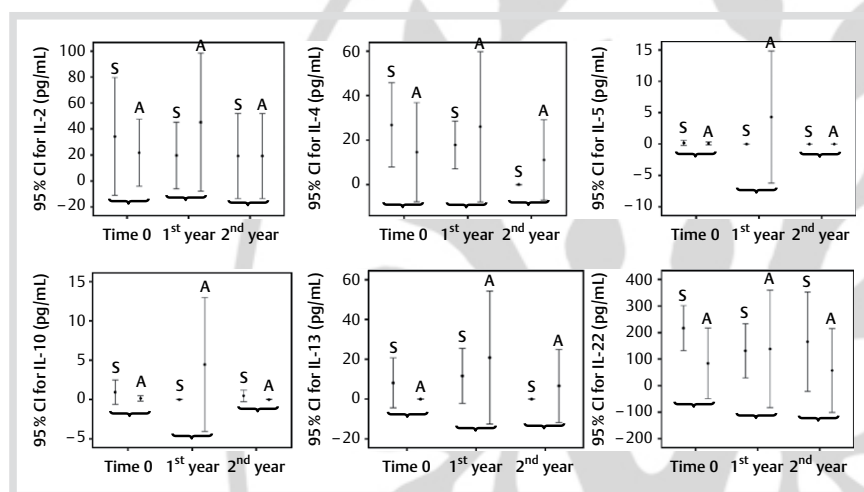 95% CI for IL-2 (pg/mL)
100
80
60
40
20
0
−20
S
A
S
A
S
A
Time 0 1st year 2nd year
95% CI for IL-4 (pg/mL)
60
40
20
0
S
A
S
A
S
A
Time 0 1st year 2nd year
95% CI for IL-5 (pg/mL)
15
10
5
0
−5
−10
S A
S
A
S A
Time 0 1st year 2nd year
95% CI for IL-10 (pg/mL)
15
10
5
0
−5
S
A
S
A
S
A
Time 0 1st year 2nd year
95% CI for IL-13 (pg/mL)
60
40
20
0
−20
S
A
S
A
S
A
Time 0 1st year 2nd year
95% CI for IL-22 (pg/mL)
400
300
200
100
0
−100
−200
S
A
S
A
S
A
Time 0 1st year 2nd year